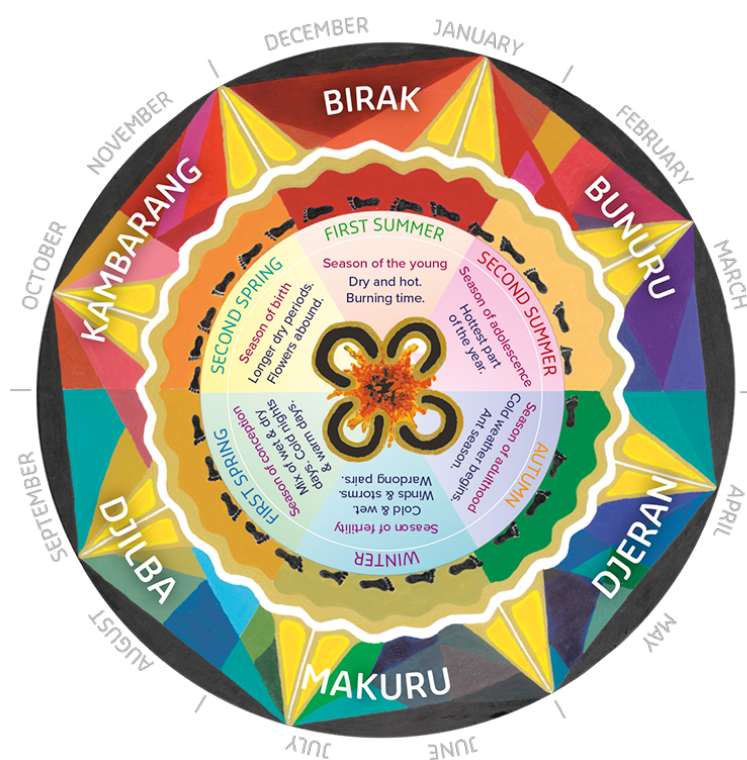 DECEMBER
JANUARY
FEBRUARY
MARCH
APRIL
MAY
JUNE
JULY
AUGUST
SEPTEMBER
OCTOBER
NOVEMBER
BIRAK
FIRST SUMMER
Season of the young
Dry and hot.
Burning time.
BUNURU
SECOND SUMMER
Season of adolescence
Hottest part
of the year.
DJERAN
AUTUMN
Season of adulthood
Cold weather begins.
Ant season.
MAKURU
WINTER
Season of fertility
Cold & wet.
Winds & storms.
Wardong pairs.
DJILBA
FIRST SPRING
Season of conception
Mix of wet & dry
days. Cold nights
& warm days.
KAMBARANG
SECOND SPRING
Season of birth
Longer dry periods.
Flowers abound.